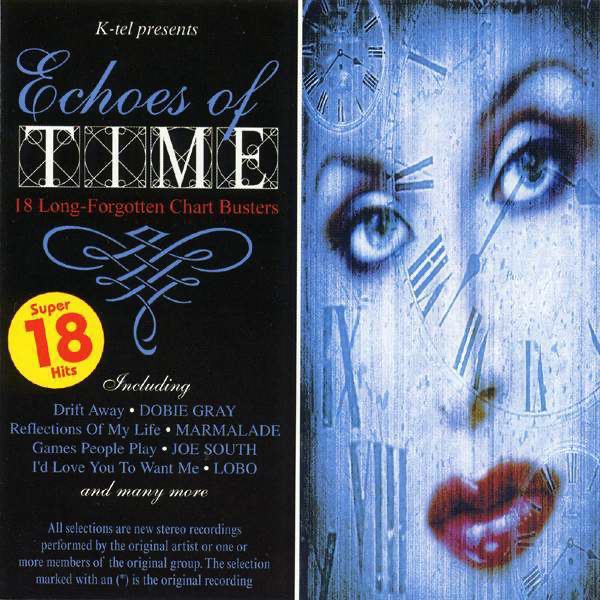 K-tel presents
Echoes of
TIME
18 Long-Forgotten Chart Busters
Super
18
Hits
Including
Drift Away • DOBIE GRAY
Reflections Of My Life • MARMALADE
Games People Play • JOE SOUTH
I'd Love You To Want Me • LOBO
and many more
All selections are new stereo recordings
performed by the original artist or one or
more members of the original group. The selection
marked with an (*) is the original recording